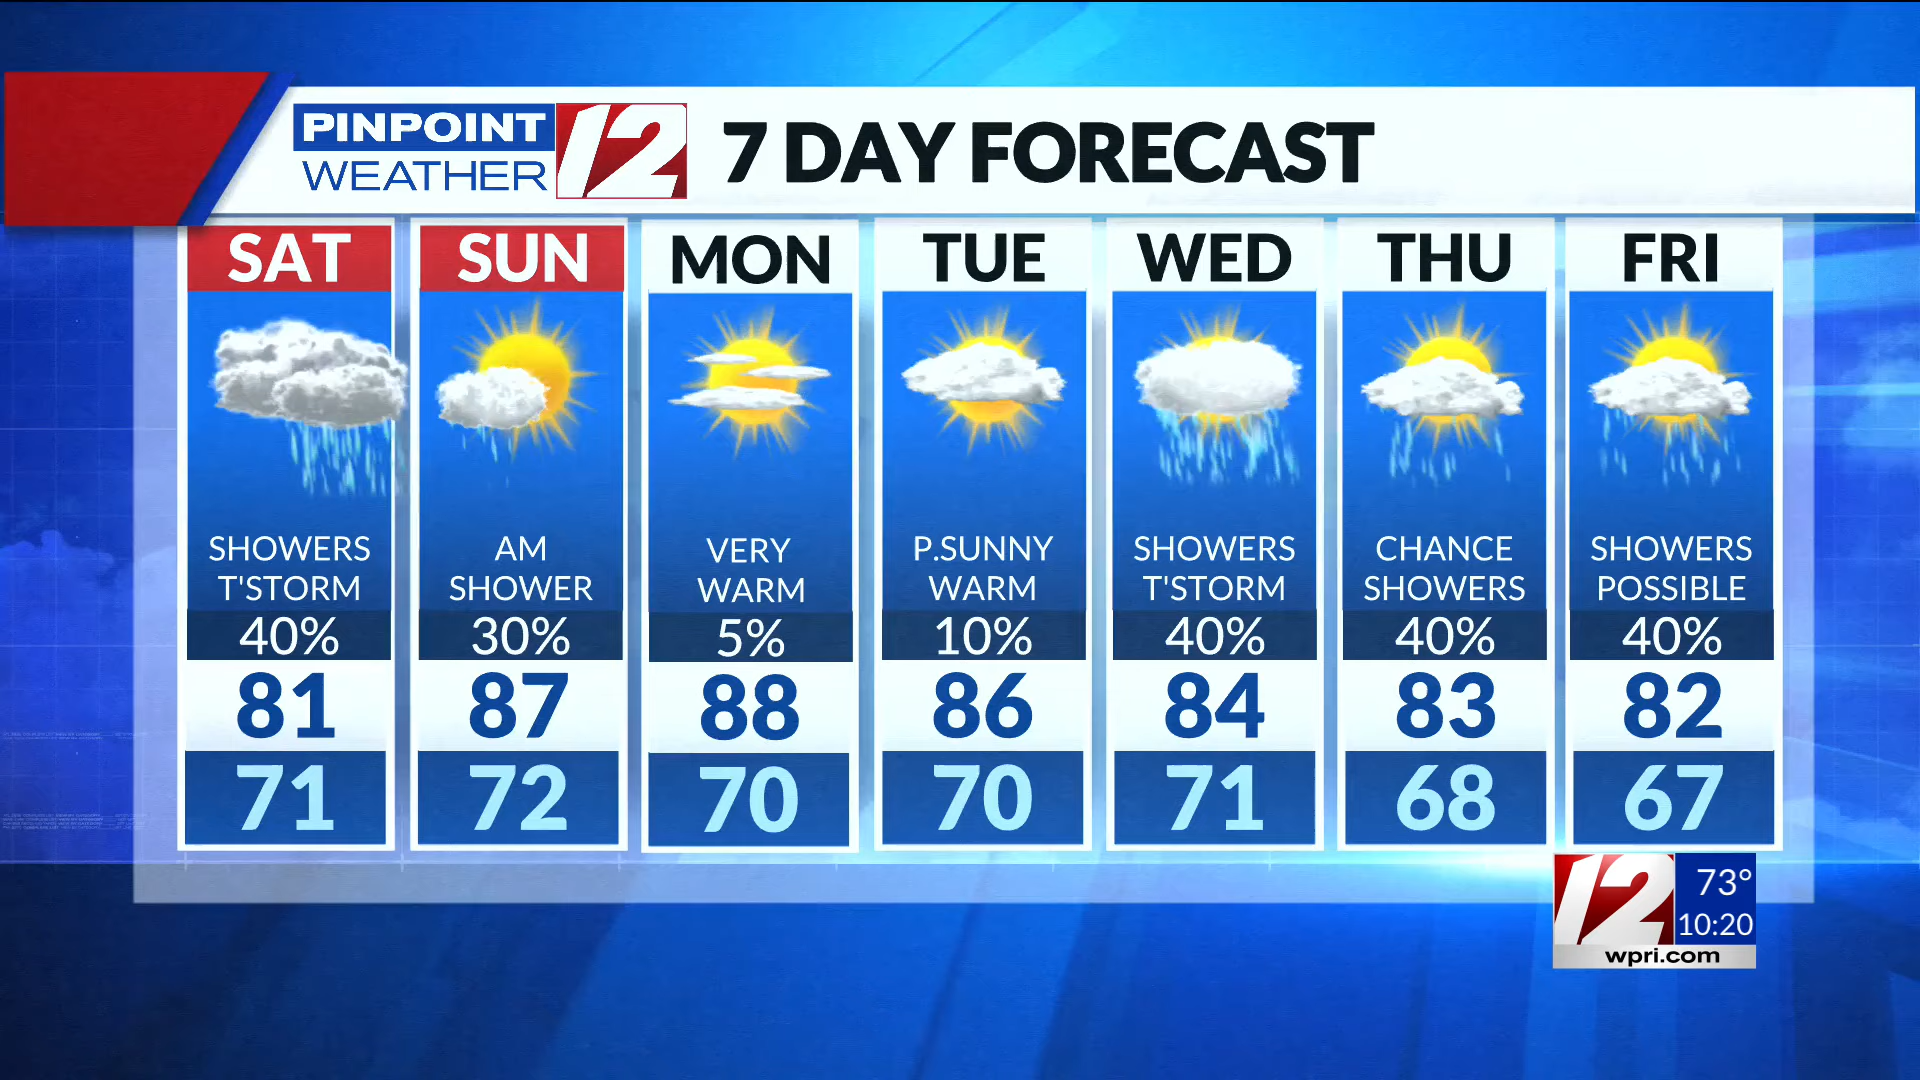 PINPOINT
WEATHER
12
7 DAY FORECAST
SAT
SHOWERS
T'STORM
40%
81
71
SUN
AM
SHOWER
30%
87
72
MON
VERY
WARM
5%
88
70
TUE
P.SUNNY
WARM
10%
86
70
WED
SHOWERS
T'STORM
40%
84
71
THU
CHANCE
SHOWERS
40%
83
68
FRI
SHOWERS
POSSIBLE
40%
82
67
12
73°
10:20
wpri.com